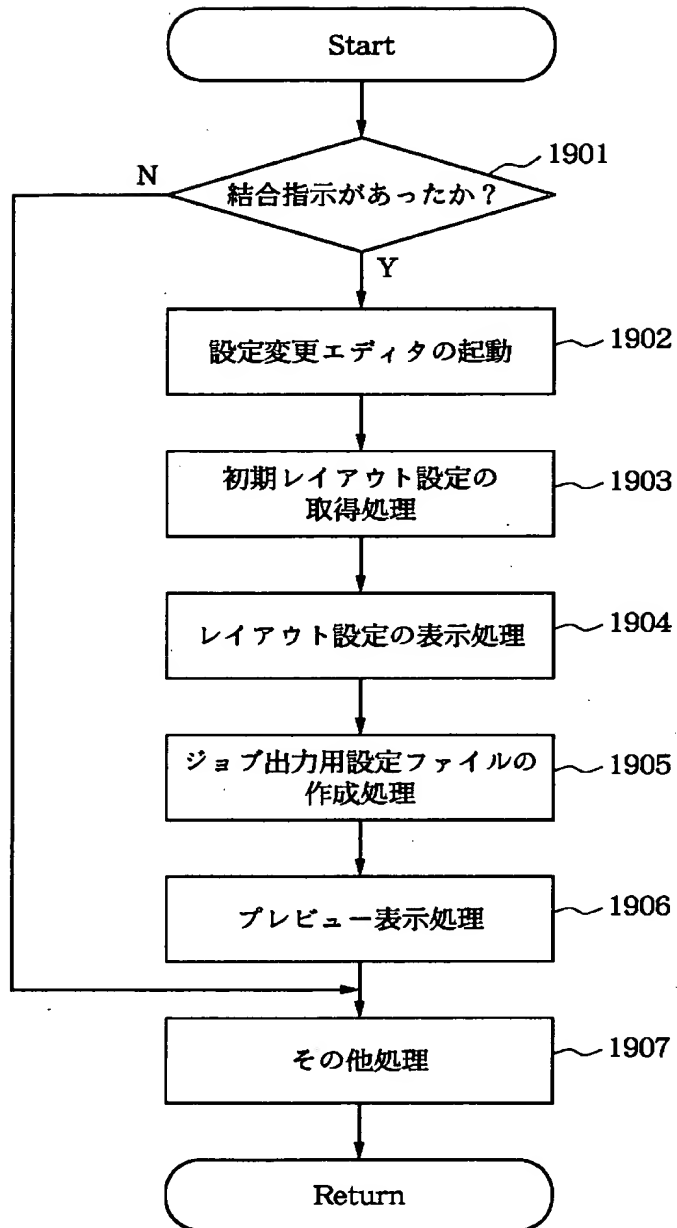 Start
1901
N
結合指示があったか？
Y
設定変更エディタの起動
1902
初期レイアウト設定の
取得処理
1903
レイアウト設定の表示処理
1904
ジョブ出力用設定ファイルの
作成処理
1905
プレビュー表示処理
1906
その他処理
1907
Return